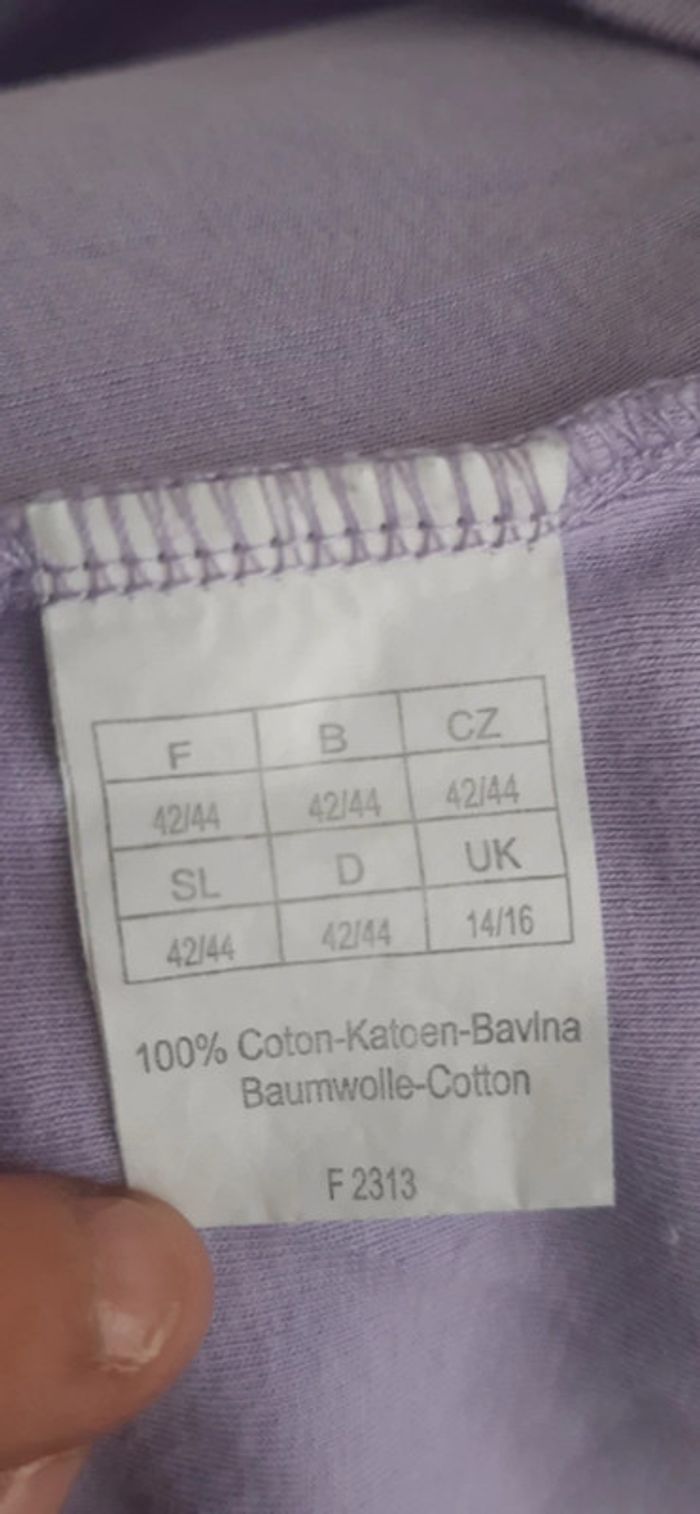 F B CZ
42/44 42/44 42/44
SL D UK
42/44 42/44 14/16
100% Coton-Katoen-Bavlna
Baumwolle-Cotton
F 2313